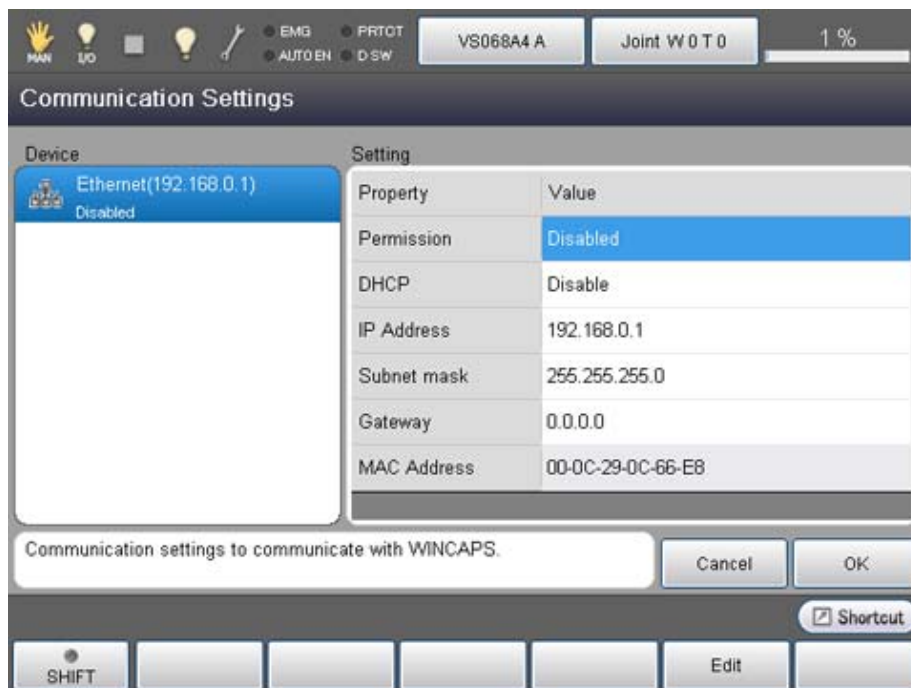 MAN
I/O
EMG
AUTO EN
PRTCT
D SW
VS068A4 A
Joint W 0 T 0
1 %
Communication Settings
Device
Setting
Ethernet(192.168.0.1)
Disabled
Property Value
Permission Disabled
DHCP Disable
IP Address 192.168.0.1
Subnet mask 255.255.255.0
Gateway 0.0.0.0
MAC Address 00-0C-29-0C-66-E8
Communication settings to communicate with WINCAPS.
Cancel
OK
Shortcut
SHIFT
Edit